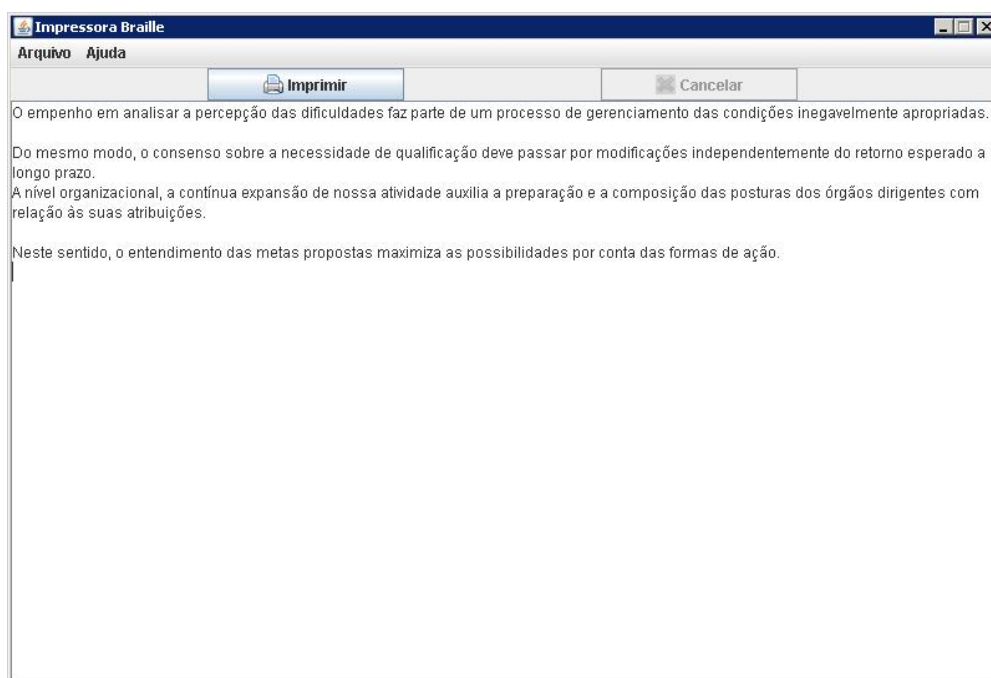 Impressora Braille
Arquivo Ajuda
Imprimir Cancelar
O empenho em analisar a percepção das dificuldades faz parte de um processo de gerenciamento das condições inegavelmente apropriadas.
Do mesmo modo, o consenso sobre a necessidade de qualificação deve passar por modificações independentemente do retorno esperado a
longo prazo.
A nível organizacional, a contínua expansão de nossa atividade auxilia a preparação e a composição das posturas dos órgãos dirigentes com
relação às suas atribuições.
Neste sentido, o entendimento das metas propostas maximiza as possibilidades por conta das formas de ação.